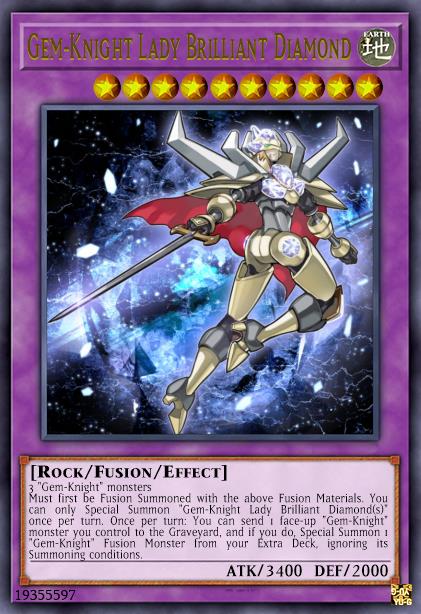 Gem-Knight Lady Brilliant Diamond
EARTH
地
[Rock/Fusion/Effect]
3 "Gem-Knight" monsters
Must first be Fusion Summoned with the above Fusion Materials. You
can only Special Summon "Gem-Knight Lady Brilliant Diamond(s)"
once per turn. Once per turn: You can send 1 face-up "Gem-Knight"
monster you control to the Graveyard, and if you do, Special Summon 1
"Gem-Knight" Fusion Monster from your Extra Deck, ignoring its
Summoning conditions.
ATK/3400 DEF/2000
19355597